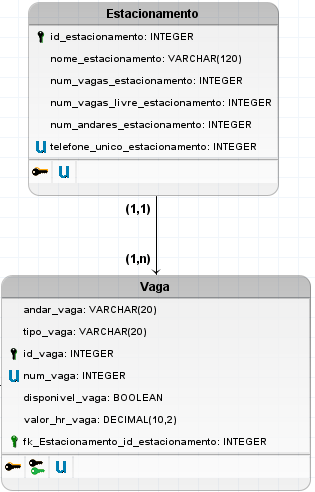 Estacionamento
id_estacionamento: INTEGER
nome_estacionamento: VARCHAR(120)
num_vagas_estacionamento: INTEGER
num_vagas_livre_estacionamento: INTEGER
num_andares_estacionamento: INTEGER
U telefone_unico_estacionamento: INTEGER
U
(1,1)
(1,n)
Vaga
andar_vaga: VARCHAR(20)
tipo_vaga: VARCHAR(20)
id_vaga: INTEGER
U num_vaga: INTEGER
disponivel_vaga: BOOLEAN
valor_hr_vaga: DECIMAL(10,2)
fk_Estacionamento_id_estacionamento: INTEGER
U